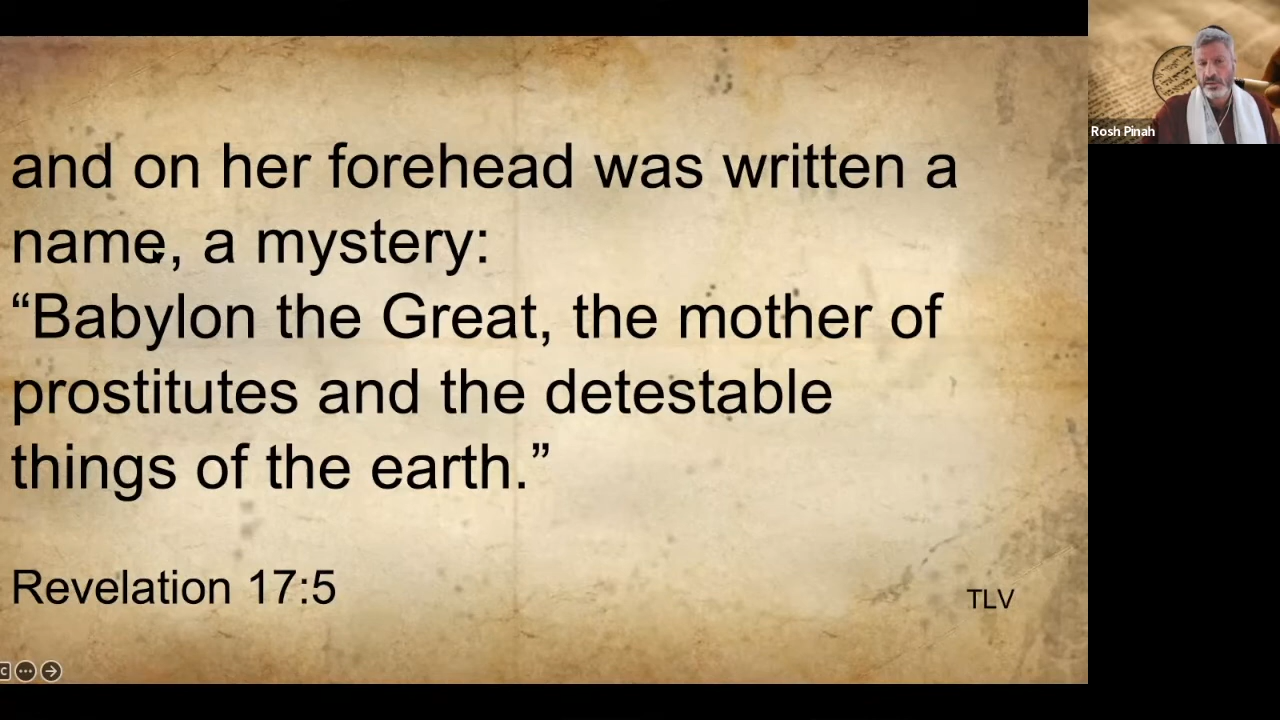 and on her forehead was written a
name, a mystery:
“Babylon the Great, the mother of
prostitutes and the detestable
things of the earth.”
Revelation 17:5
TLV
Rosh Pinah